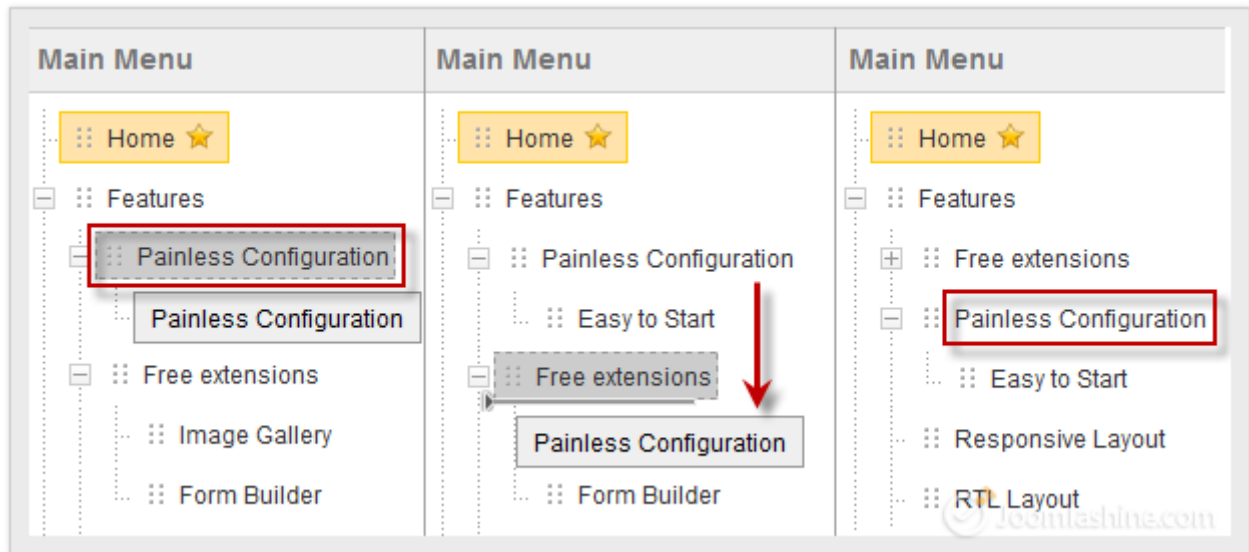 Main Menu
Home
Features
Painless Configuration
Painless Configuration
Free extensions
Image Gallery
Form Builder
Main Menu
Home
Features
Painless Configuration
Easy to Start
Free extensions
Painless Configuration
Form Builder
Main Menu
Home
Features
Free extensions
Painless Configuration
Easy to Start
Responsive Layout
RTL Layout
Joomlashine.com